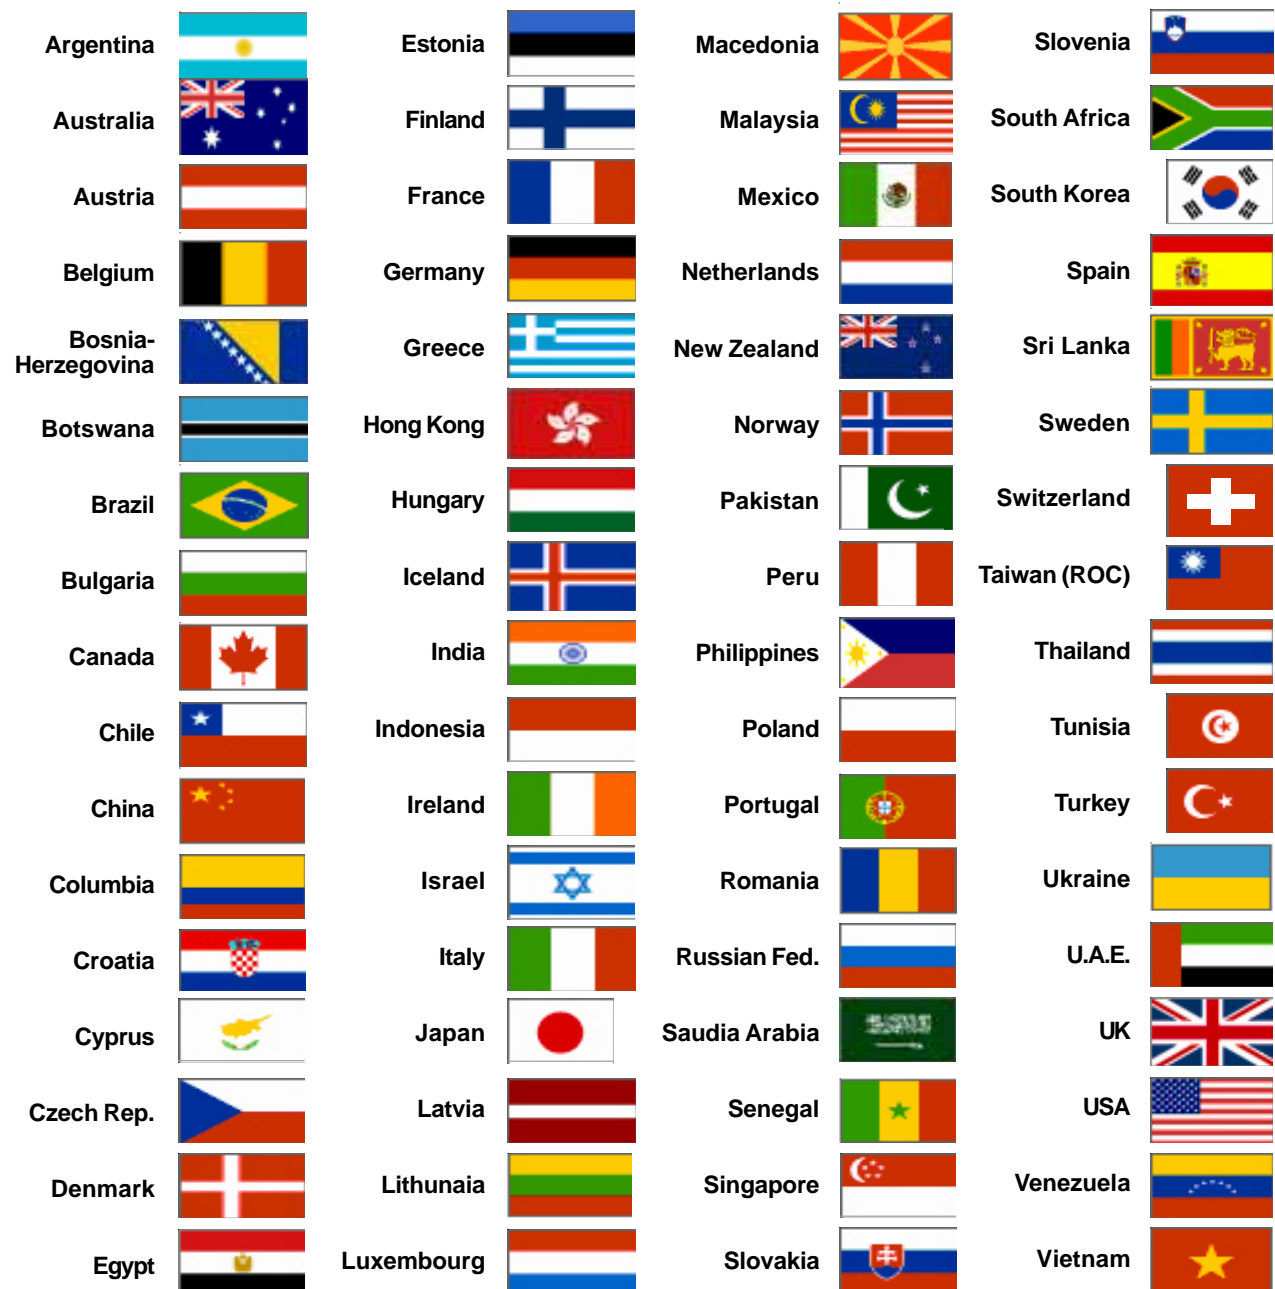 Argentina
Australia
Austria
Belgium
Bosnia-
Herzegovina
Botswana
Brazil
Bulgaria
Canada
Chile
China
Columbia
Croatia
Cyprus
Czech Rep.
Denmark
Egypt
Estonia
Finland
France
Germany
Greece
Hong Kong
Hungary
Iceland
India
Indonesia
Ireland
Israel
Italy
Japan
Latvia
Lithunaia
Luxembourg
Macedonia
Malaysia
Mexico
Netherlands
New Zealand
Norway
Pakistan
Peru
Philippines
Poland
Portugal
Romania
Russian Fed.
Saudia Arabia
Senegal
Singapore
Slovakia
Slovenia
South Africa
South Korea
Spain
Sri Lanka
Sweden
Switzerland
Taiwan (ROC)
Thailand
Tunisia
Turkey
Ukraine
U.A.E.
UK
USA
Venezuela
Vietnam